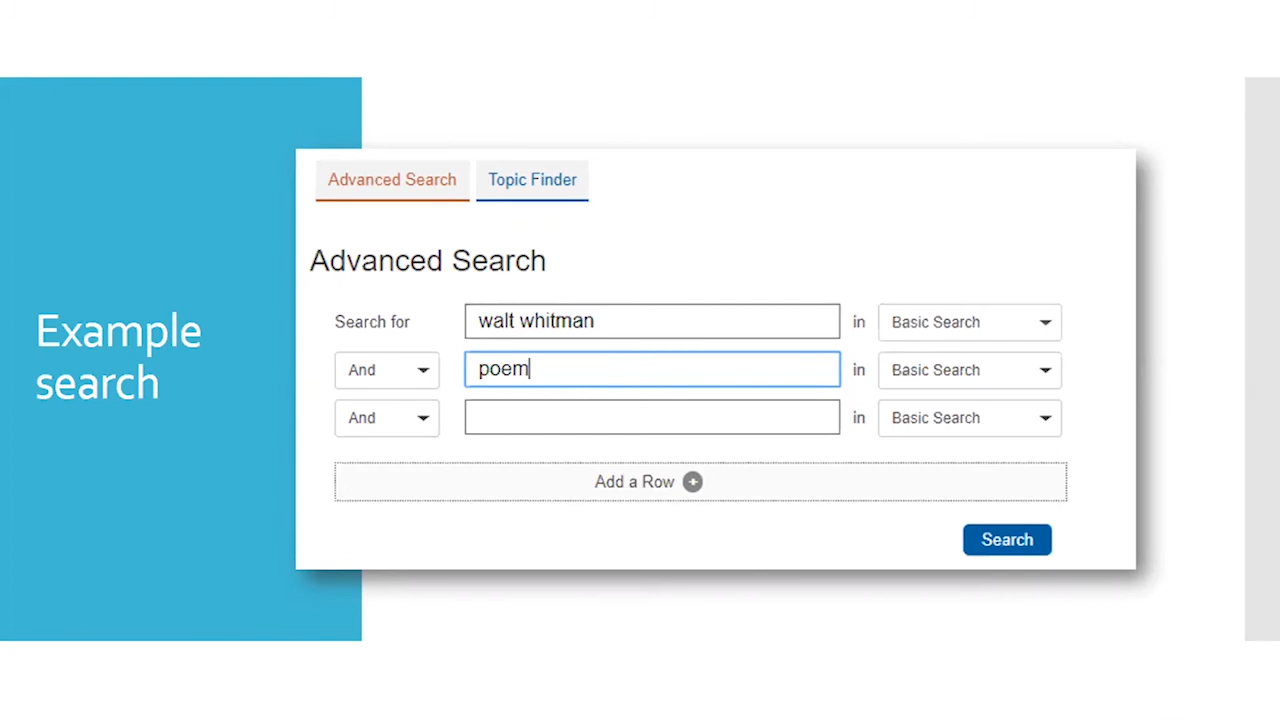 Example
search
Advanced Search Topic Finder
Advanced Search
Search for walt whitman in Basic Search
And poem in Basic Search
And in Basic Search
Add a Row
Search